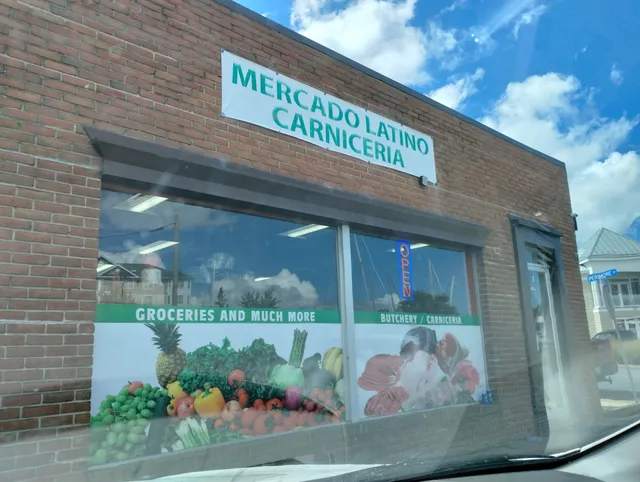 MERCADO LATINO
CARNICERIA
OPEN
GROCERIES AND MUCH MORE
BUTCHERY / CARNICERIA